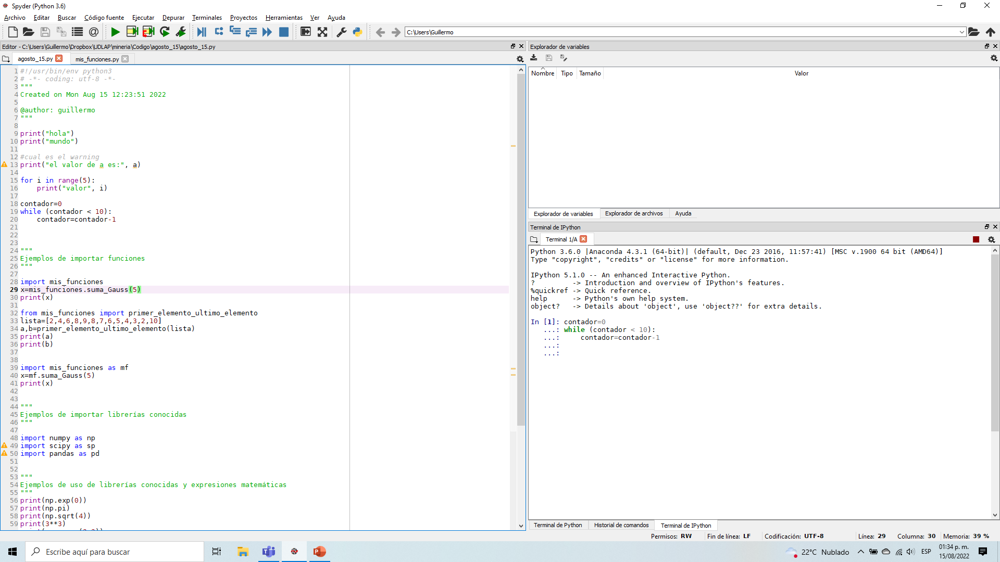 Spyder (Python 3.6)
Archivo Editar Buscar Código fuente Ejecutar Depurar Terminales Proyectos Herramientas Ver Ayuda
C:\Users\Guillermo
Editor - C:\Users\Guillermo\Dropbox\UDLAP\mineria\Codigo\agosto_15\agosto_15.py
agosto_15.py mis_funciones.py
1 #!/usr/bin/env python3
2 # -*- coding: utf-8 -*-
3 """
4 Created on Mon Aug 15 12:23:51 2022
5
6 @author: guillermo
7 """
8
9 print("hola")
10 print("mundo")
11
12 #cual es el warning
13 print("el valor de a es:", a)
14
15 for i in range(5):
16     print("valor", i)
17
18 contador=0
19 while (contador < 10):
20     contador=contador-1
21
22
23
24 """
25 Ejemplos de importar funciones
26 """
27
28 import mis_funciones
29 x=mis_funciones.suma_Gauss(5)
30 print(x)
31
32 from mis_funciones import primer_elemento_ultimo_elemento
33 lista=[2,4,6,8,9,8,7,6,5,4,3,2,10]
34 a,b=primer_elemento_ultimo_elemento(lista)
35 print(a)
36 print(b)
37
38
39 import mis_funciones as mf
40 x=mf.suma_Gauss(5)
41 print(x)
42
43
44 """
45 Ejemplos de importar librerías conocidas
46 """
47
48 import numpy as np
49 import scipy as sp
50 import pandas as pd
51
52
53 """
54 Ejemplos de uso de librerías conocidas y expresiones matemáticas
55 """
56 print(np.exp(0))
57 print(np.pi)
58 print(np.sqrt(4))
59 print(3**3)
Explorador de variables
Nombre Tipo Tamaño Valor
Explorador de variables Explorador de archivos Ayuda
Terminal de IPython
Terminal 1/A
Python 3.6.0 |Anaconda 4.3.1 (64-bit)| (default, Dec 23 2016, 11:57:41) [MSC v.1900 64 bit (AMD64)]
Type "copyright", "credits" or "license" for more information.
IPython 5.1.0 -- An enhanced Interactive Python.
?         -> Introduction and overview of IPython's features.
%quickref -> Quick reference.
help      -> Python's own help system.
object?   -> Details about 'object', use 'object??' for extra details.
In [1]: contador=0
   ...: while (contador < 10):
   ...:     contador=contador-1
   ...:
   ...:
Terminal de Python Historial de comandos Terminal de IPython
Permisos: RW Fin de línea: LF Codificación: UTF-8 Línea: 29 Columna: 30 Memoria: 39 %
Escribe aquí para buscar
22°C Nublado ESP 01:34 p. m.
15/08/2022